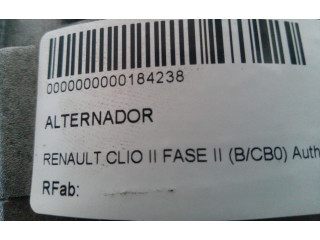 0000000000184238
ALTERNADOR
RENAULT CLIO II FASE II (B/CB0) Auth
RFab: